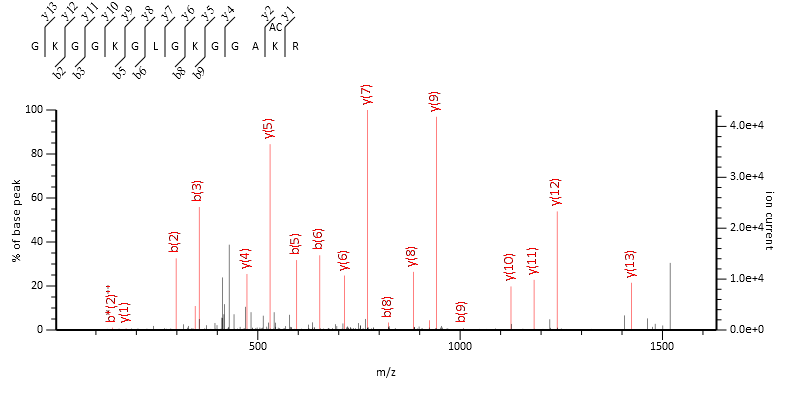 y13 y12 y11 y10 y9 y8 y7 y6 y5 y4 y2 y1
AC
G K G G K G L G K G G A K R
b2 b3 b5 b6 b8 b9
100
80
60
40
20
0
% of base peak
4.0e+4
3.0e+4
2.0e+4
1.0e+4
0.0e+0
ion current
b*(2)++
y(1)
b(2)
b(3)
y(4)
y(5)
b(5)
b(6)
y(6)
y(7)
b(8)
y(8)
y(9)
b(9)
y(10)
y(11)
y(12)
y(13)
500 1000 1500
m/z